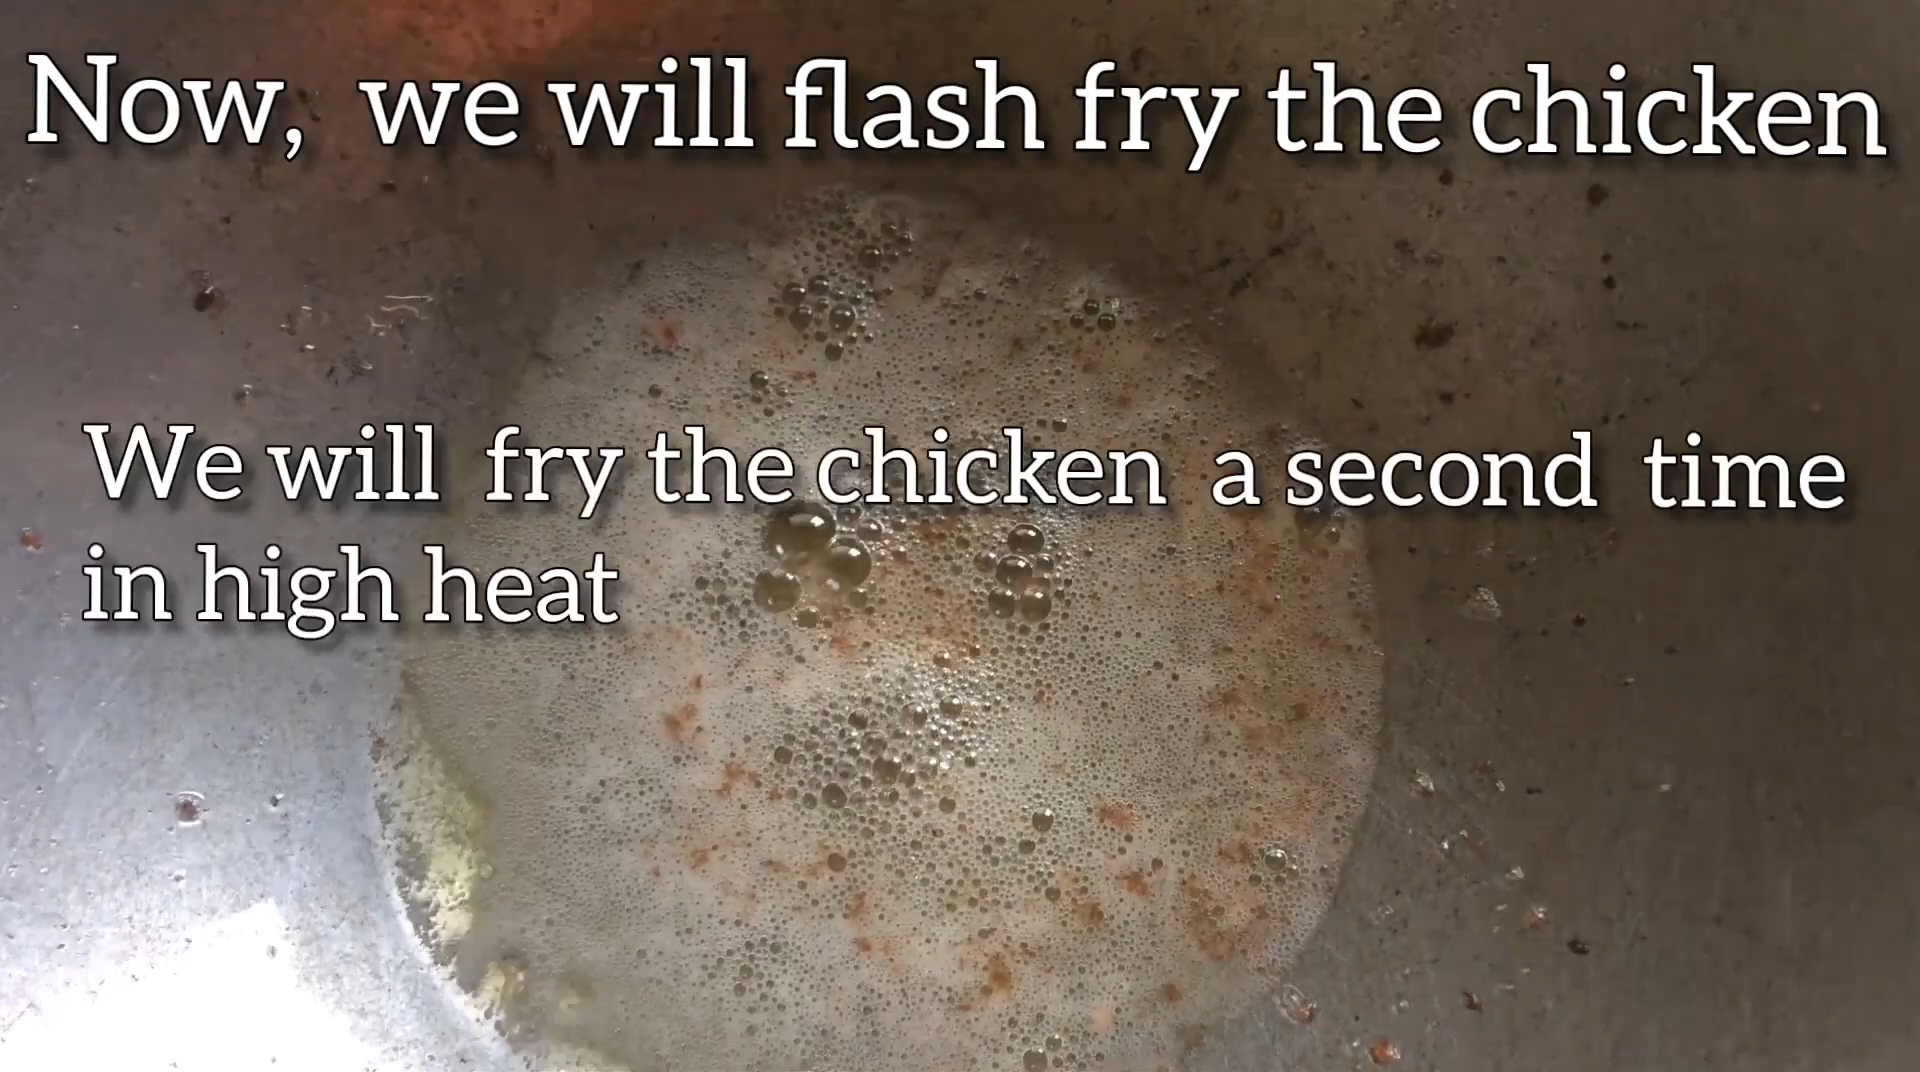 Now, we will flash fry the chicken
We will fry the chicken a second time
in high heat